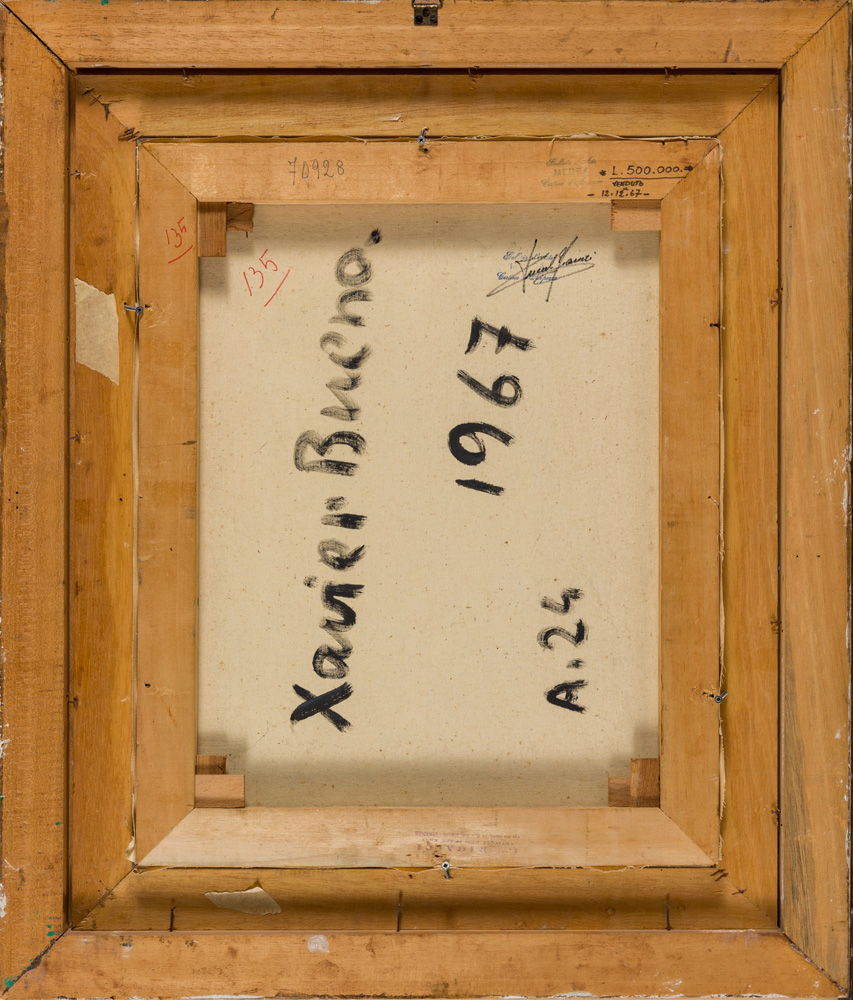 70928
L. 500.000.=
VENDUTO
12.12.67
135
135
Xavier Bueno.
1967
A. 24